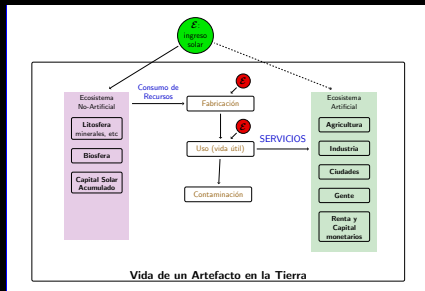 ℰ:
ingreso
solar
Ecosistema
No-Artificial
Litosfera
minerales, etc
Biosfera
Capital Solar
Acumulado
Consumo de
Recursos
ℰ
Fabricación
ℰ
Uso (vida útil)
Contaminación
SERVICIOS
Ecosistema
Artificial
Agricultura
Industria
Ciudades
Gente
Renta y
Capital
monetarios
Vida de un Artefacto en la Tierra